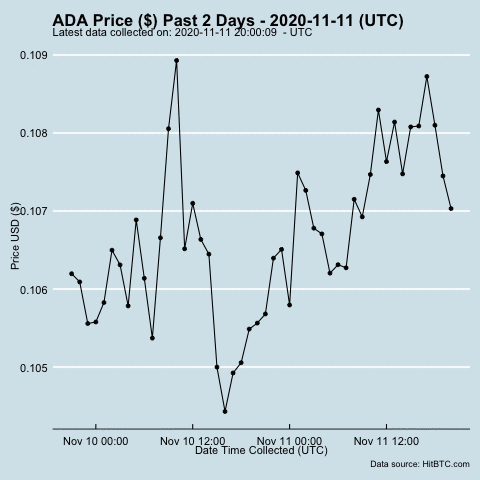 ADA Price ($) Past 2 Days - 2020-11-11 (UTC)
Latest data collected on: 2020-11-11 20:00:09 - UTC
0.109
0.108
0.107
0.106
0.105
Price USD ($)
Nov 10 00:00 Nov 10 12:00 Nov 11 00:00 Nov 11 12:00
Date Time Collected (UTC)
Data source: HitBTC.com